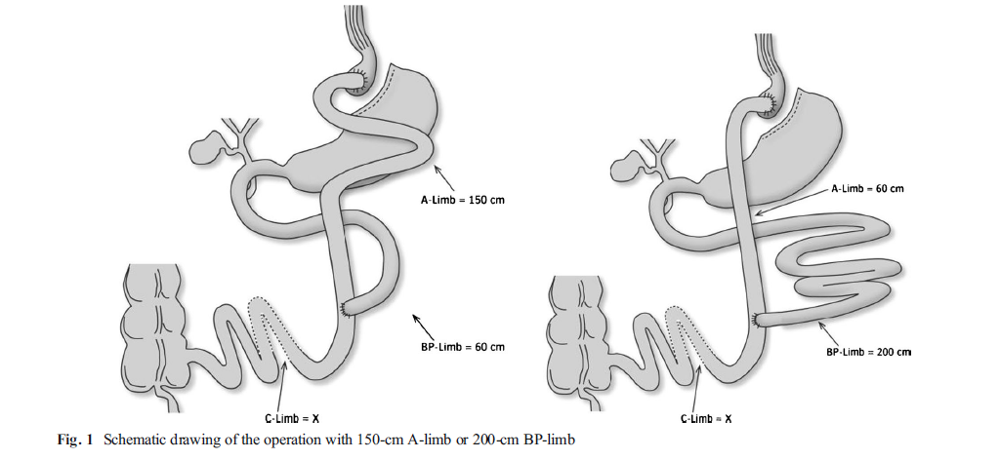 A-Limb = 150 cm
BP-Limb = 60 cm
C-Limb = X
A-Limb = 60 cm
BP-Limb = 200 cm
C-Limb = X
Fig. 1 Schematic drawing of the operation with 150-cm A-limb or 200-cm BP-limb